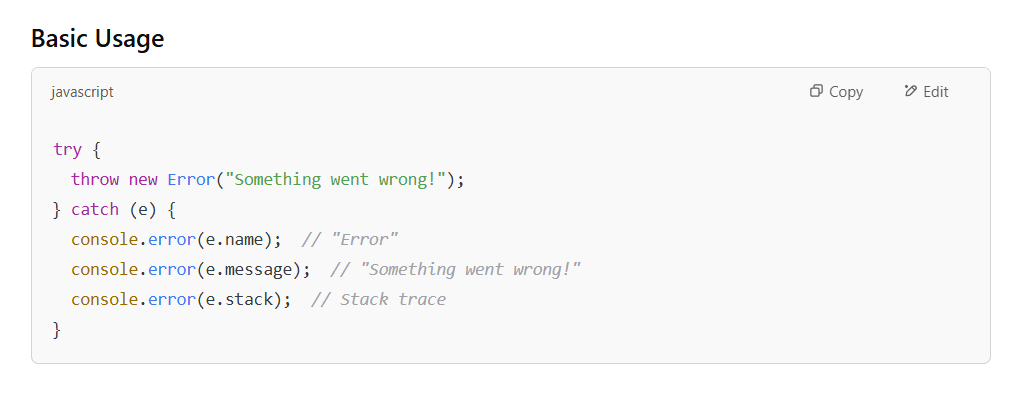 Basic Usage
javascript Copy Edit
try {
  throw new Error("Something went wrong!");
} catch (e) {
  console.error(e.name);  // "Error"
  console.error(e.message);  // "Something went wrong!"
  console.error(e.stack);  // Stack trace
}